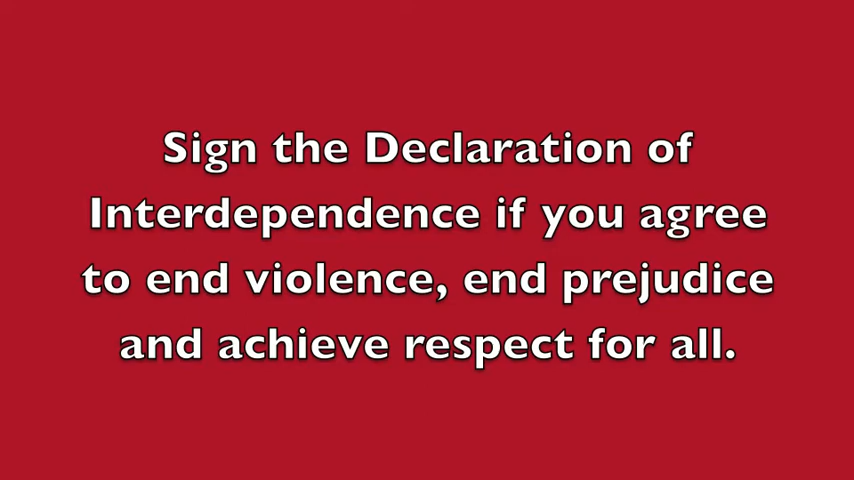 Sign the Declaration of
Interdependence if you agree
to end violence, end prejudice
and achieve respect for all.